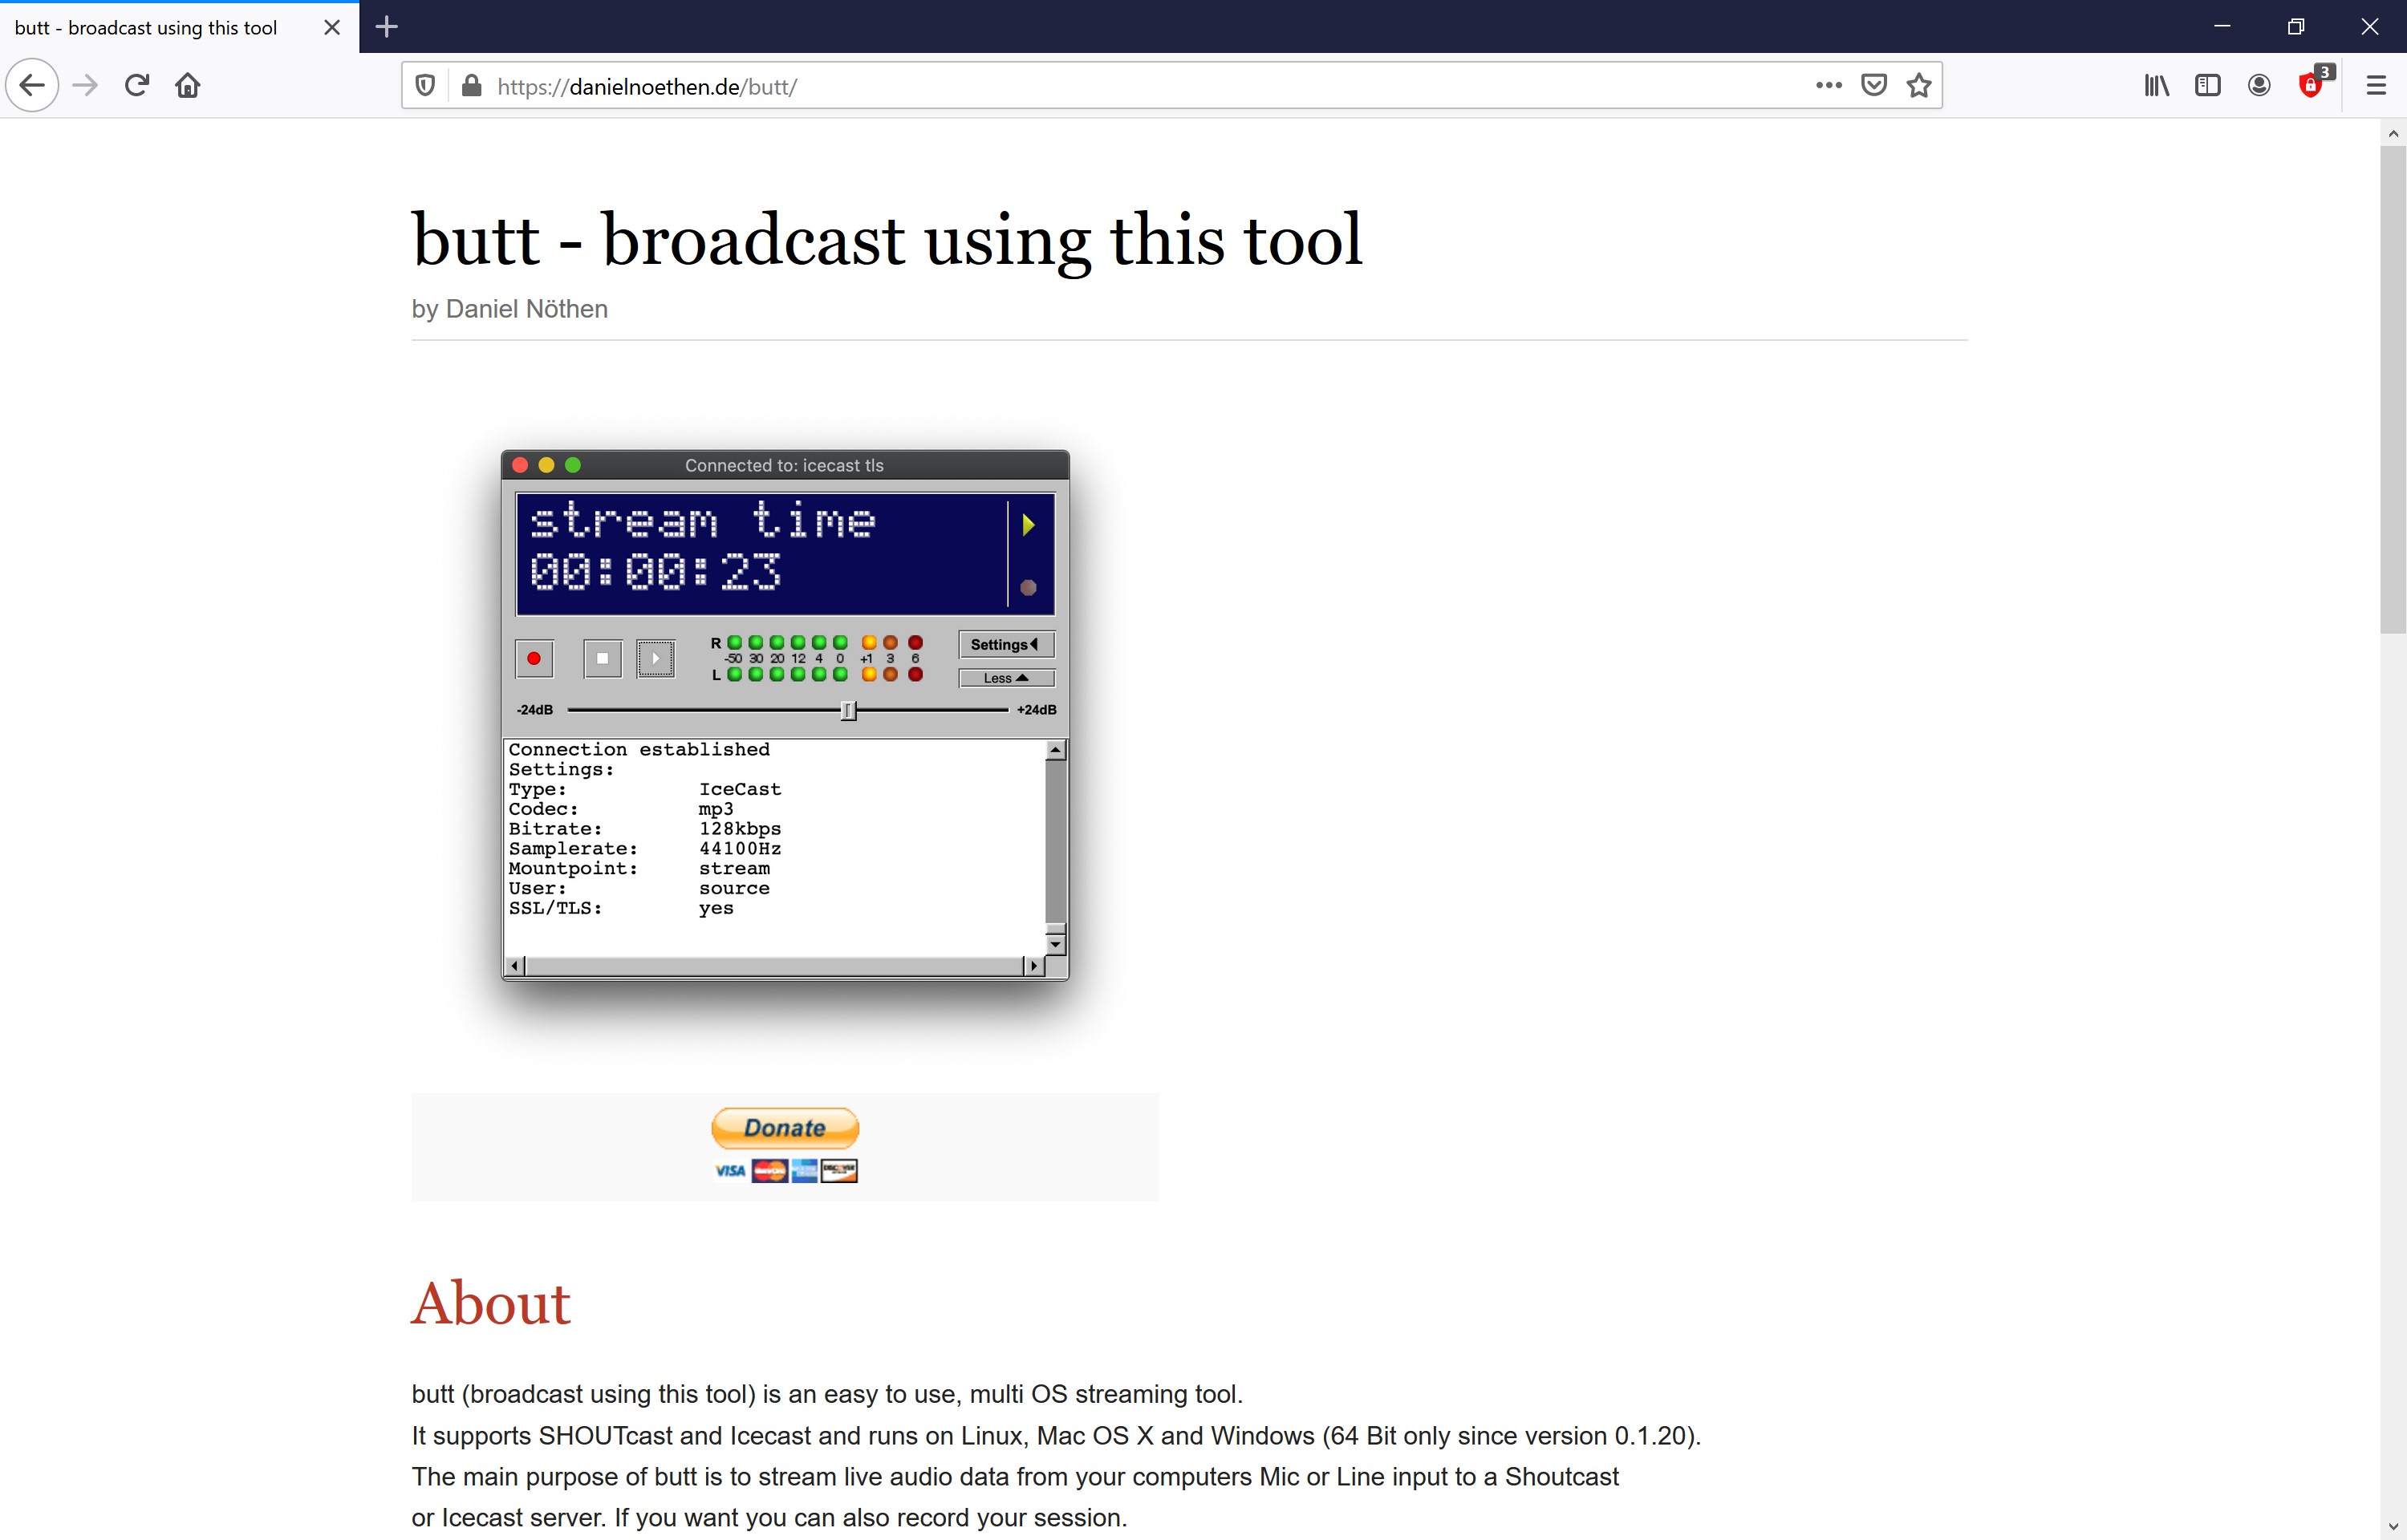 butt - broadcast using this tool
https://danielnoethen.de/butt/
3
butt - broadcast using this tool
by Daniel Nöthen
Connected to: icecast tls
stream time
00:00:23
R
-50 30 20 12 4 0 +1 3 6
L
Settings
Less
-24dB
+24dB
Connection established
Settings:
Type: IceCast
Codec: mp3
Bitrate: 128kbps
Samplerate: 44100Hz
Mountpoint: stream
User: source
SSL/TLS: yes
Donate
VISA MasterCard DISCOVER
About
butt (broadcast using this tool) is an easy to use, multi OS streaming tool.
It supports SHOUTcast and Icecast and runs on Linux, Mac OS X and Windows (64 Bit only since version 0.1.20).
The main purpose of butt is to stream live audio data from your computers Mic or Line input to a Shoutcast
or Icecast server. If you want you can also record your session.